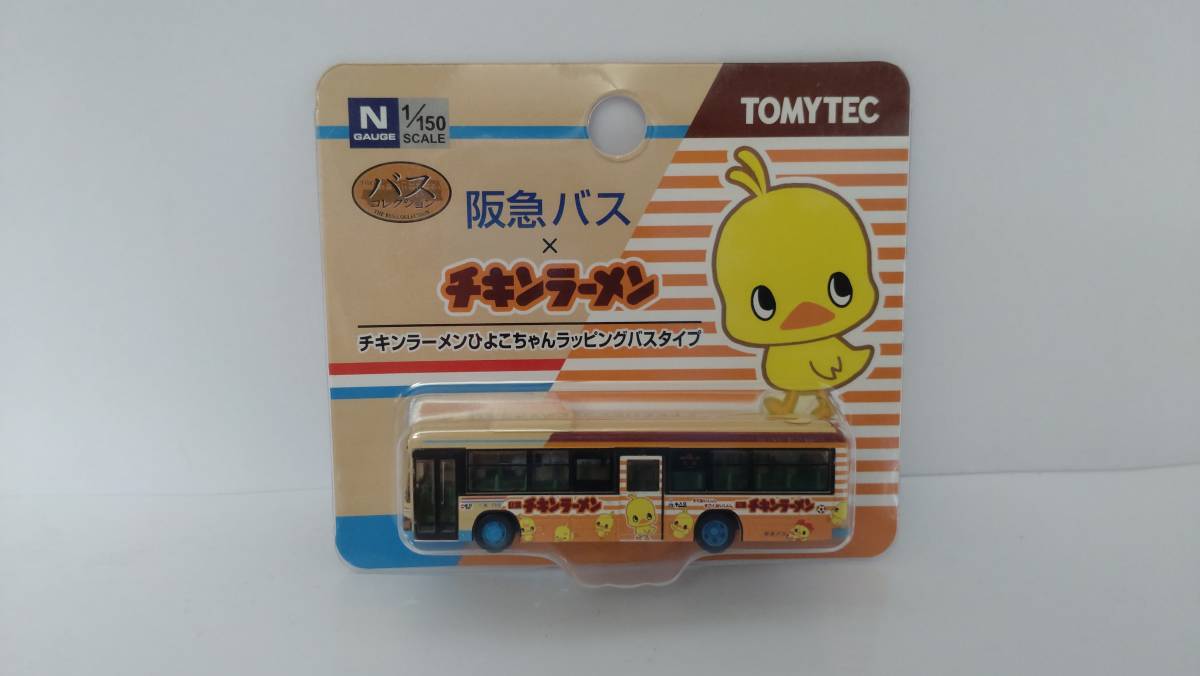 N
GAUGE
1/150
SCALE
TOMYTEC
バス
コレクション
THE BUS COLLECTION
阪急バス
×
チキンラーメン
チキンラーメンひよこちゃんラッピングバスタイプ
チキンラーメン
チキンラーメン